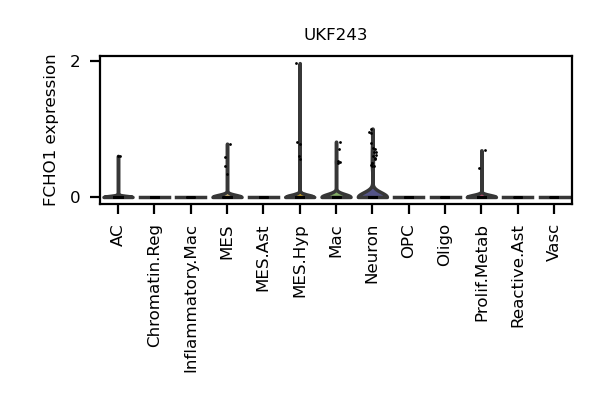 UKF243
FCHO1 expression
2
0
AC
Chromatin.Reg
Inflammatory.Mac
MES
MES.Ast
MES.Hyp
Mac
Neuron
OPC
Oligo
Prolif.Metab
Reactive.Ast
Vasc